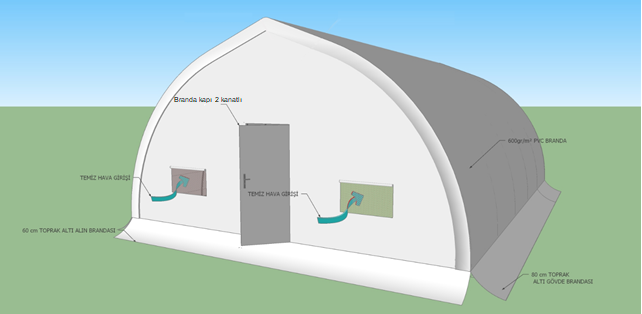 Branda kapı 2 kanatlı
600gr/m² PVC BRANDA
TEMİZ HAVA GİRİŞİ
TEMİZ HAVA GİRİŞİ
60 cm TOPRAK ALTI ALIN BRANDASI
60 cm TOPRAK
ALTI GÖVDE BRANDASI